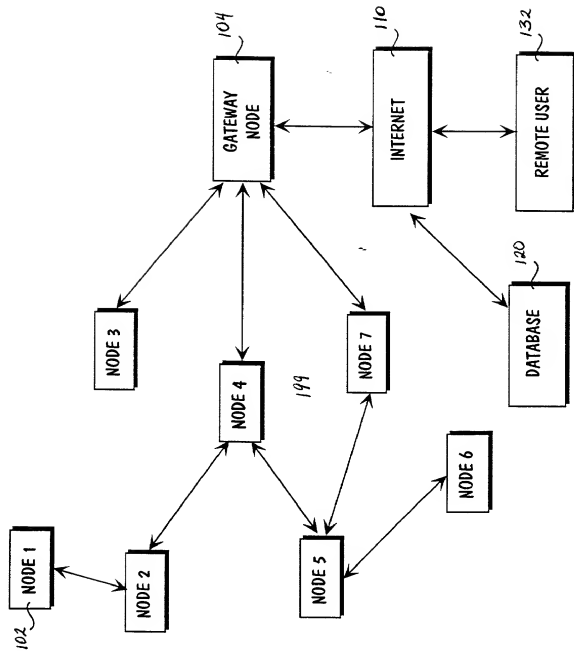 NODE 1
102
NODE 2
NODE 3
NODE 4
199
NODE 5
NODE 6
NODE 7
GATEWAY
NODE
104
INTERNET
110
DATABASE
120
REMOTE USER
132